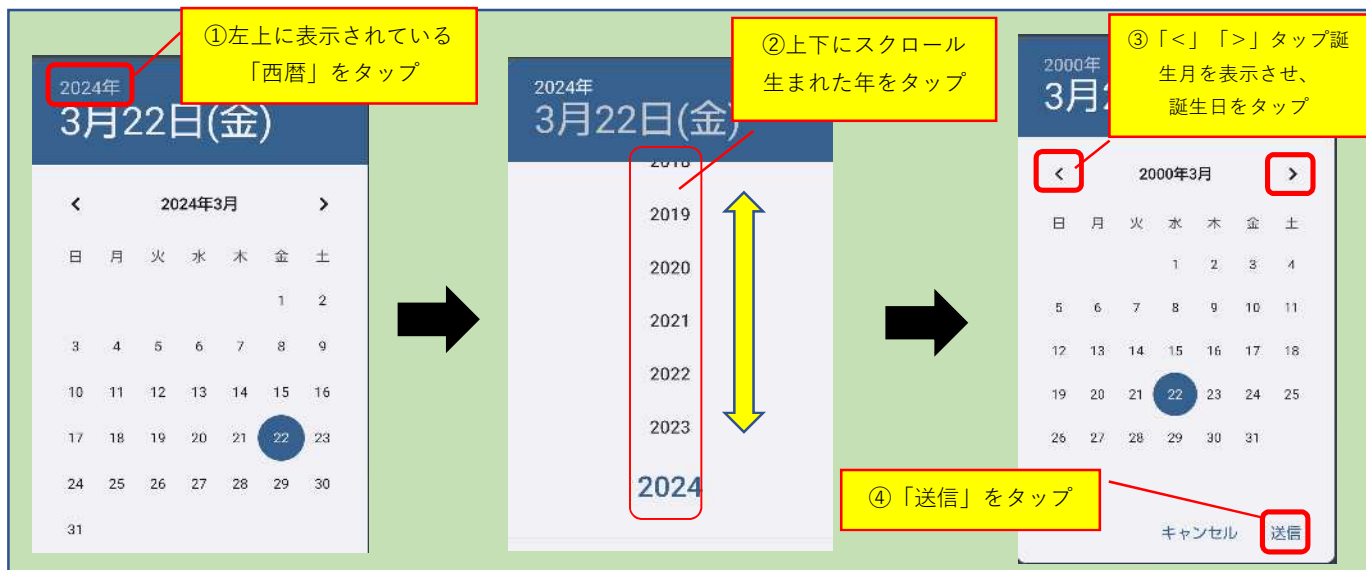 ①左上に表示されている
「西暦」をタップ
2024年
3月22日(金)
2024年3月
日 月 火 水 木 金 土
1 2
3 4 5 6 7 8 9
10 11 12 13 14 15 16
17 18 19 20 21 22 23
24 25 26 27 28 29 30
31
②上下にスクロール
生まれた年をタップ
2024年
3月22日(金)
2018
2019
2020
2021
2022
2023
2024
③「<」「>」タップ誕
生月を表示させ、
誕生日をタップ
2000年
3月
< 2000年3月 >
日 月 火 水 木 金 土
1 2 3 4
5 6 7 8 9 10 11
12 13 14 15 16 17 18
19 20 21 22 23 24 25
26 27 28 29 30 31
④「送信」をタップ
キャンセル 送信